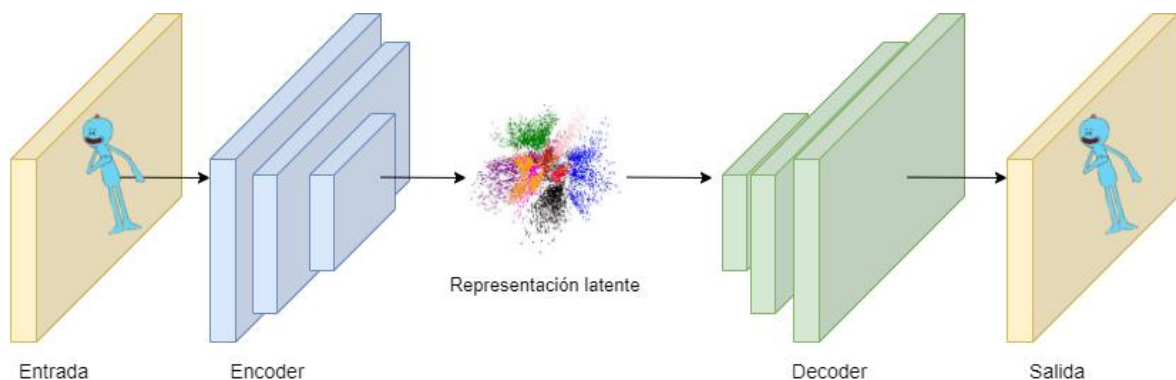 Representación latente
Entrada
Encoder
Decoder
Salida